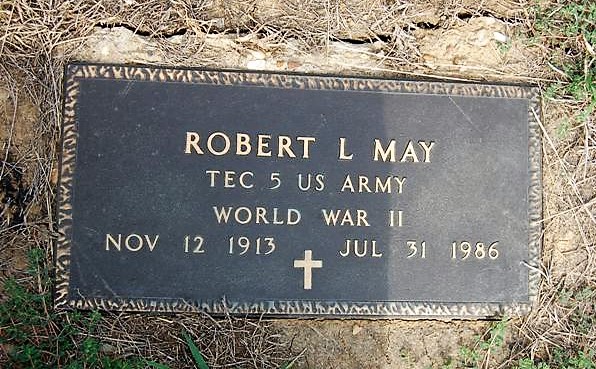 ROBERT L MAY
TEC 5 US ARMY
WORLD WAR II
NOV 12 1913 JUL 31 1986